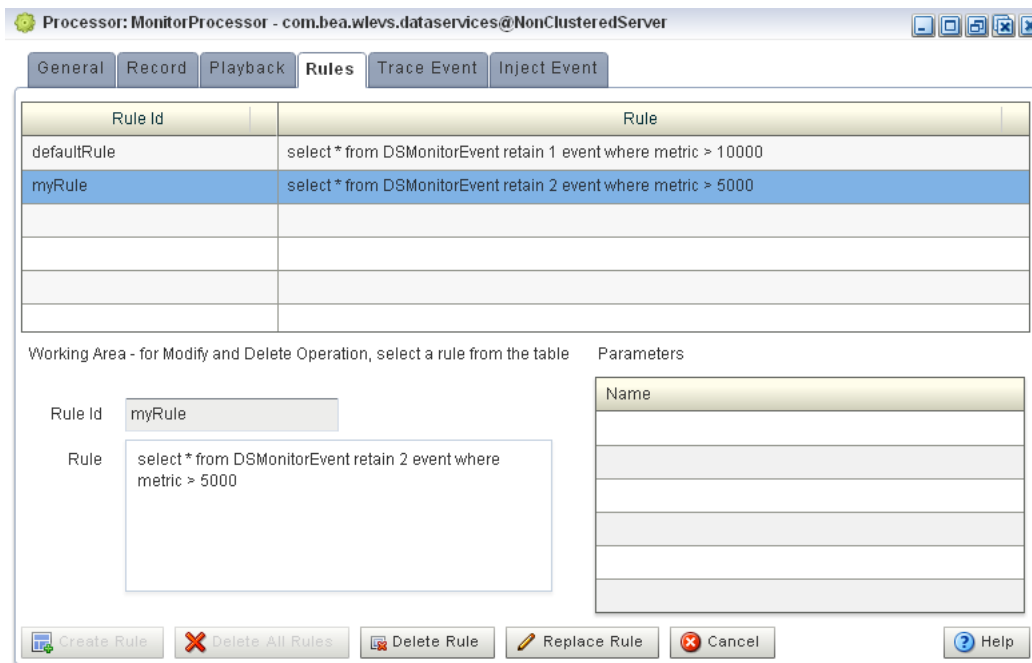 Processor: MonitorProcessor - com.bea.wlevs.dataservices@NonClusteredServer
General Record Playback Rules Trace Event Inject Event
Rule Id Rule
defaultRule select * from DSMonitorEvent retain 1 event where metric > 10000
myRule select * from DSMonitorEvent retain 2 event where metric > 5000
Working Area - for Modify and Delete Operation, select a rule from the table Parameters
Name
Rule Id myRule
Rule select * from DSMonitorEvent retain 2 event where
metric > 5000
Create Rule Delete All Rules Delete Rule Replace Rule Cancel Help